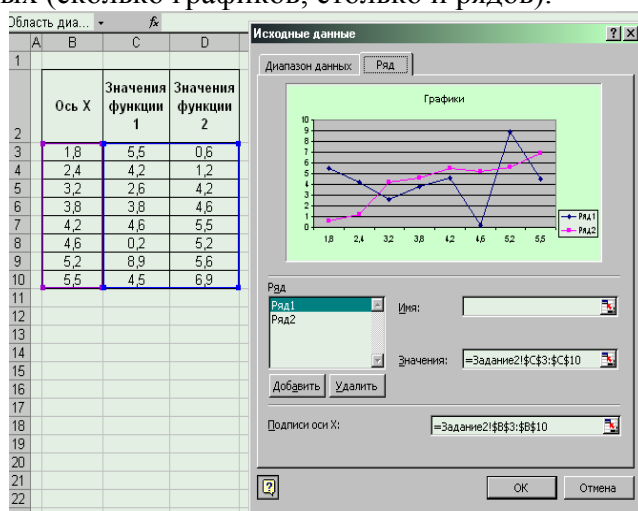 ых (сколько графиков, столько и рядов).
Область диа...
fx
A B C D
1
2 Ось X Значения функции 1 Значения функции 2
3 1,8 5,5 0,6
4 2,4 4,2 1,2
5 3,2 2,6 4,2
6 3,8 3,8 4,6
7 4,2 4,6 5,5
8 4,6 0,2 5,2
9 5,2 8,9 5,6
10 5,5 4,5 6,9
11
12
13
14
15
16
17
18
19
20
21
22
Исходные данные
Диапазон данных Ряд
Графики
10
9
8
7
6
5
4
3
2
1
0
1,8 2,4 3,2 3,8 4,2 4,6 5,2 5,5
Ряд1
Ряд2
Ряд
Ряд1
Ряд2
Имя:
Значения: =Задание2!$C$3:$C$10
Добавить Удалить
Подписи оси X: =Задание2!$B$3:$B$10
ОК Отмена